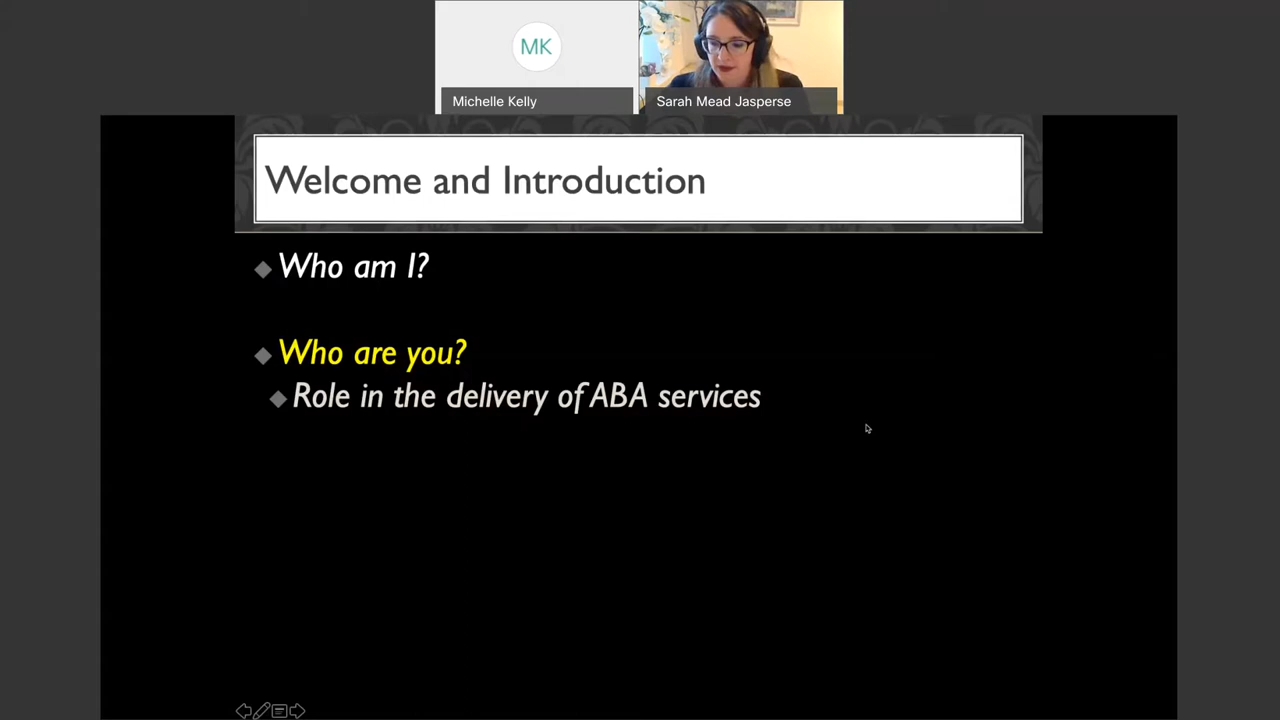 MK
Michelle Kelly
Sarah Mead Jasperse
Welcome and Introduction
Who am I?
Who are you?
Role in the delivery of ABA services